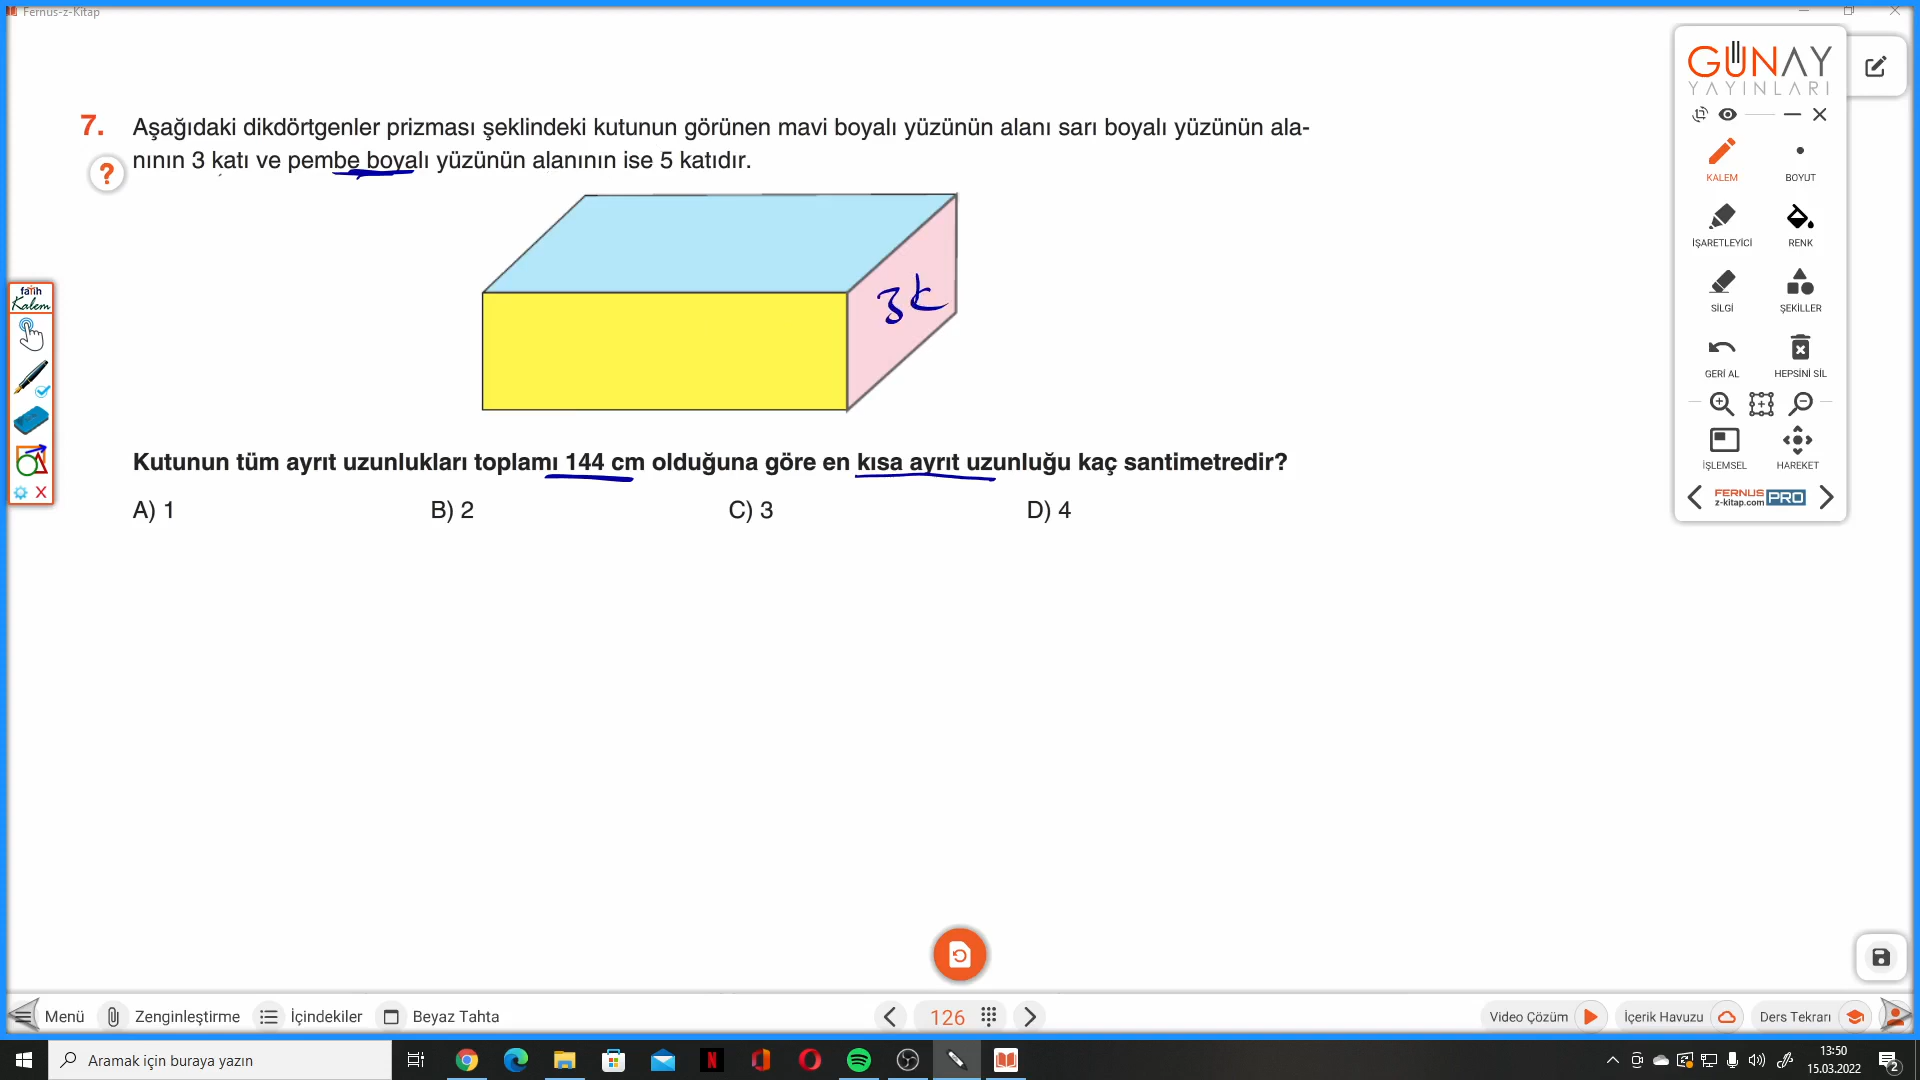 Fernus-z-Kitap
GÜNAY
YAYINLARI
7. Aşağıdaki dikdörtgenler prizması şeklindeki kutunun görünen mavi boyalı yüzünün alanı sarı boyalı yüzünün ala-
nının 3 katı ve pembe boyalı yüzünün alanının ise 5 katıdır.
?
3k
Kutunun tüm ayrıt uzunlukları toplamı 144 cm olduğuna göre en kısa ayrıt uzunluğu kaç santimetredir?
A) 1 B) 2 C) 3 D) 4
fatih
Kalem
KALEM BOYUT
İŞARETLEYİCİ RENK
SİLGİ ŞEKİLLER
GERİ AL HEPSİNİ SİL
İŞLEMSEL HAREKET
FERNUS
z-kitap.com PRO
Menü Zenginleştirme İçindekiler Beyaz Tahta 126 Video Çözüm İçerik Havuzu Ders Tekrarı
Aramak için buraya yazın
13:50
15.03.2022
2